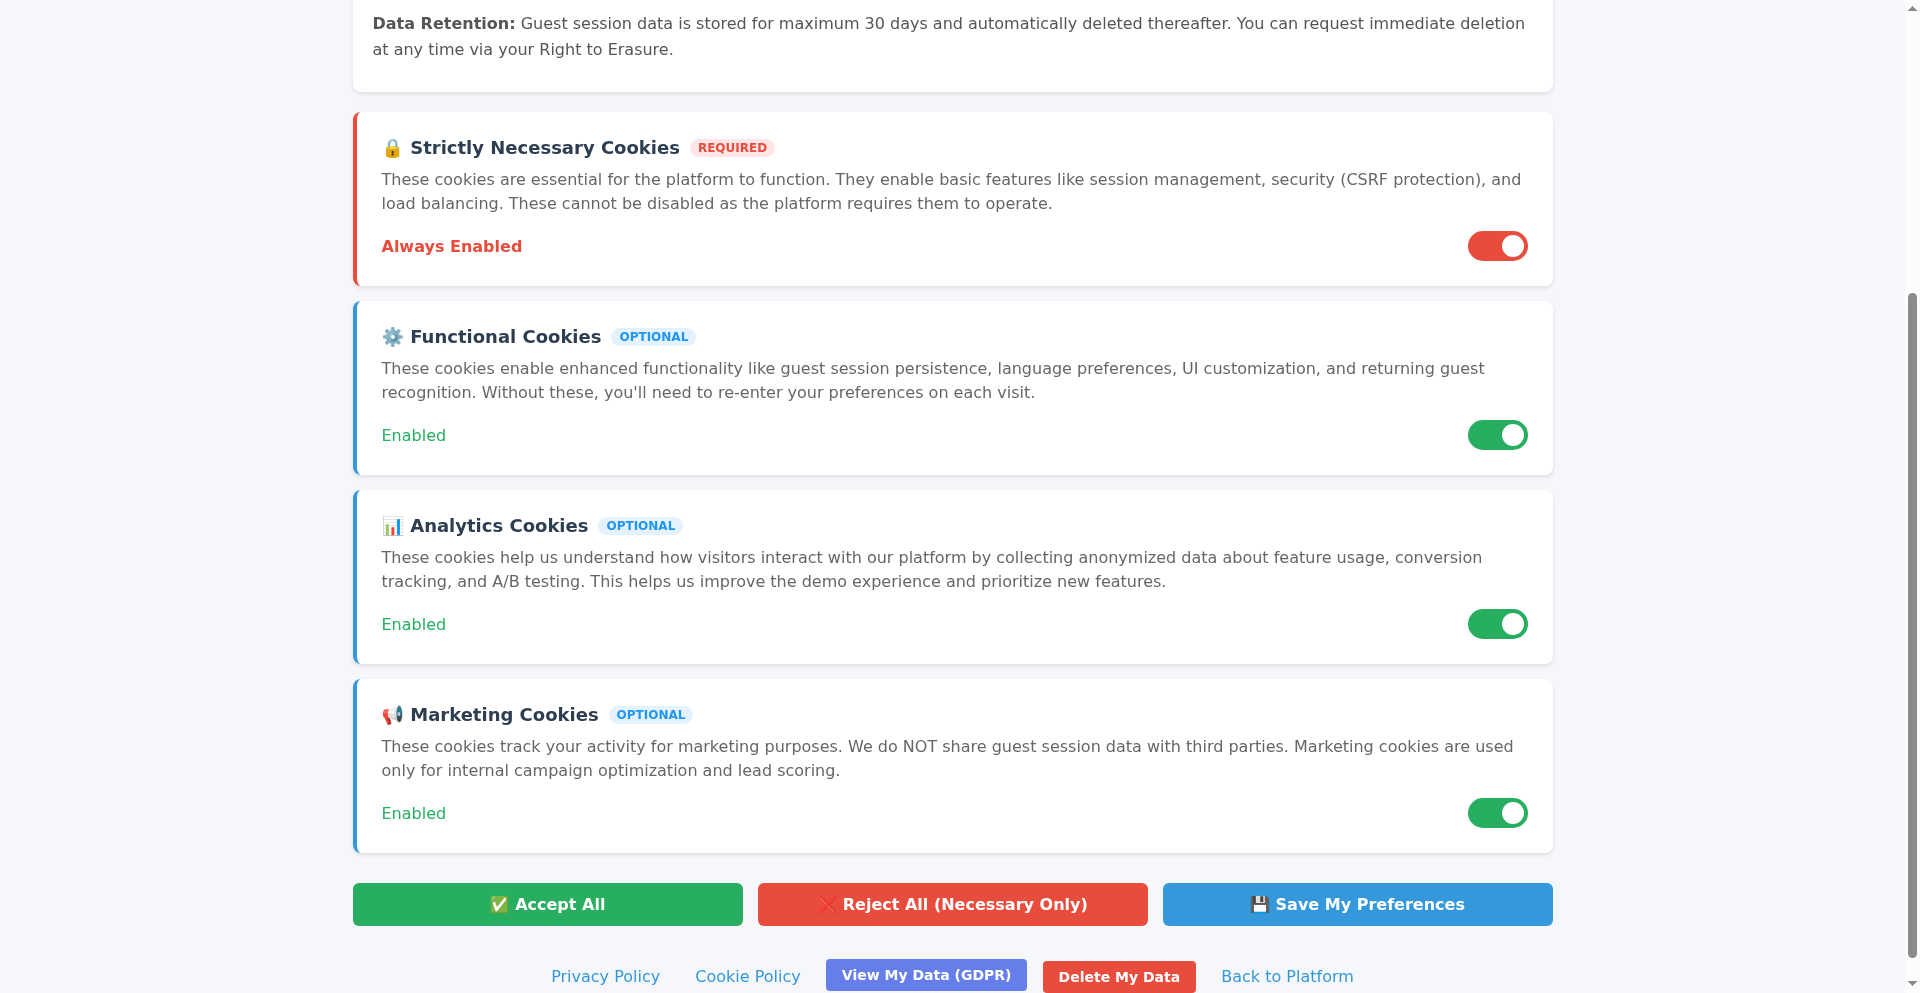 Data Retention: Guest session data is stored for maximum 30 days and automatically deleted thereafter. You can request immediate deletion
at any time via your Right to Erasure.
🔒 Strictly Necessary Cookies REQUIRED
These cookies are essential for the platform to function. They enable basic features like session management, security (CSRF protection), and
load balancing. These cannot be disabled as the platform requires them to operate.
Always Enabled
⚙️ Functional Cookies OPTIONAL
These cookies enable enhanced functionality like guest session persistence, language preferences, UI customization, and returning guest
recognition. Without these, you'll need to re-enter your preferences on each visit.
Enabled
📊 Analytics Cookies OPTIONAL
These cookies help us understand how visitors interact with our platform by collecting anonymized data about feature usage, conversion
tracking, and A/B testing. This helps us improve the demo experience and prioritize new features.
Enabled
📢 Marketing Cookies OPTIONAL
These cookies track your activity for marketing purposes. We do NOT share guest session data with third parties. Marketing cookies are used
only for internal campaign optimization and lead scoring.
Enabled
✅ Accept All
❌ Reject All (Necessary Only)
💾 Save My Preferences
Privacy Policy
Cookie Policy
View My Data (GDPR)
Delete My Data
Back to Platform